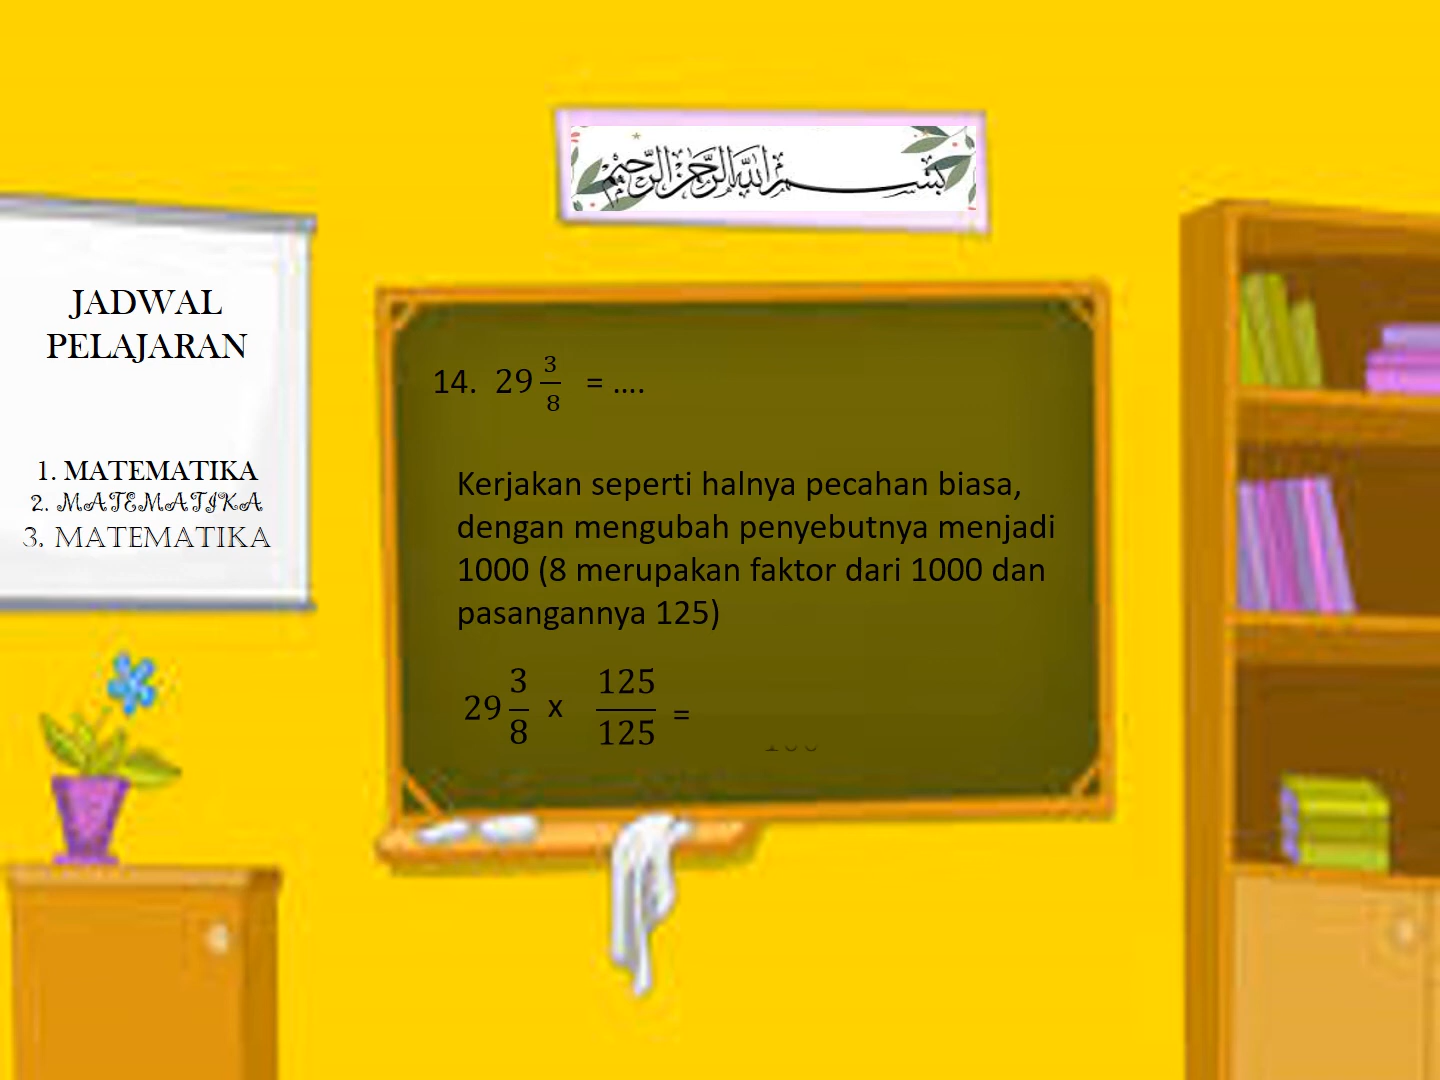 بسم الله الرحمن الرحيم
JADWAL
PELAJARAN
1. MATEMATIKA
2. MATEMATIKA
3. MATEMATIKA
14. 29 3/8 = ....
Kerjakan seperti halnya pecahan biasa,
dengan mengubah penyebutnya menjadi
1000 (8 merupakan faktor dari 1000 dan
pasangannya 125)
29 3/8 x 125/125 =